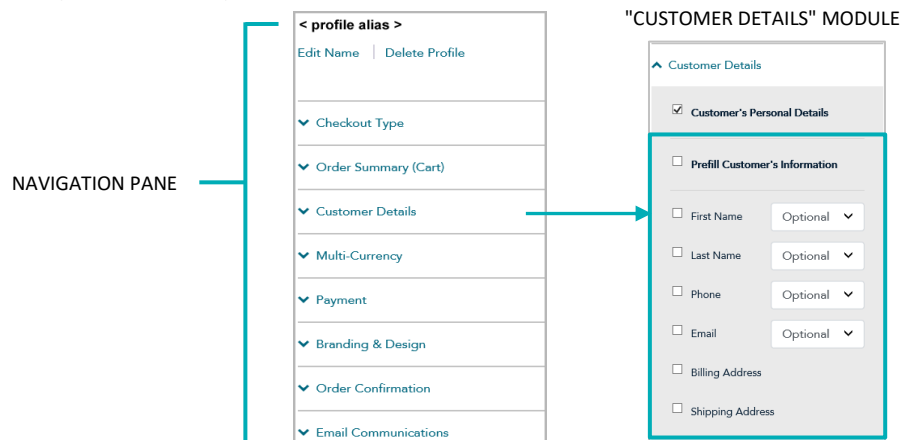 < profile alias >
Edit Name | Delete Profile
Checkout Type
Order Summary (Cart)
NAVIGATION PANE
Customer Details
Multi-Currency
Payment
Branding & Design
Order Confirmation
Email Communications
"CUSTOMER DETAILS" MODULE
Customer Details
Customer's Personal Details
Prefill Customer's Information
First Name Optional
Last Name Optional
Phone Optional
Email Optional
Billing Address
Shipping Address